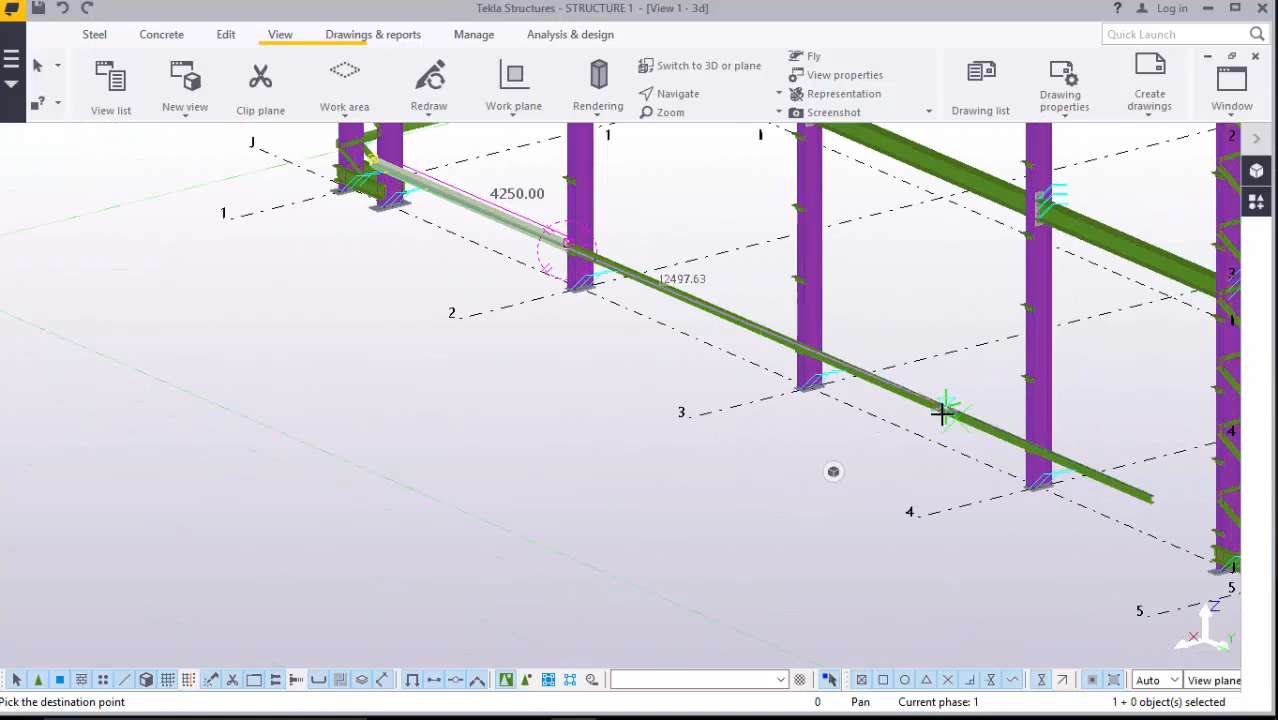 Tekla Structures - STRUCTURE 1 - [View 1 - 3d]
? Log in
Steel Concrete Edit View Drawings & reports Manage Analysis & design
Quick Launch
View list
New view
Clip plane
Work area
Redraw
Work plane
Rendering
Switch to 3D or plane
Navigate
Zoom
Fly
View properties
Representation
Screenshot
Drawing list
Drawing properties
Create drawings
Window
J
1
1
2
4250.00
1
2
3
12497.63
3
4
4
J
5
5
Z
X
Y
Auto
View plane
Pick the destination point
0
Pan
Current phase: 1
1 + 0 object(s) selected